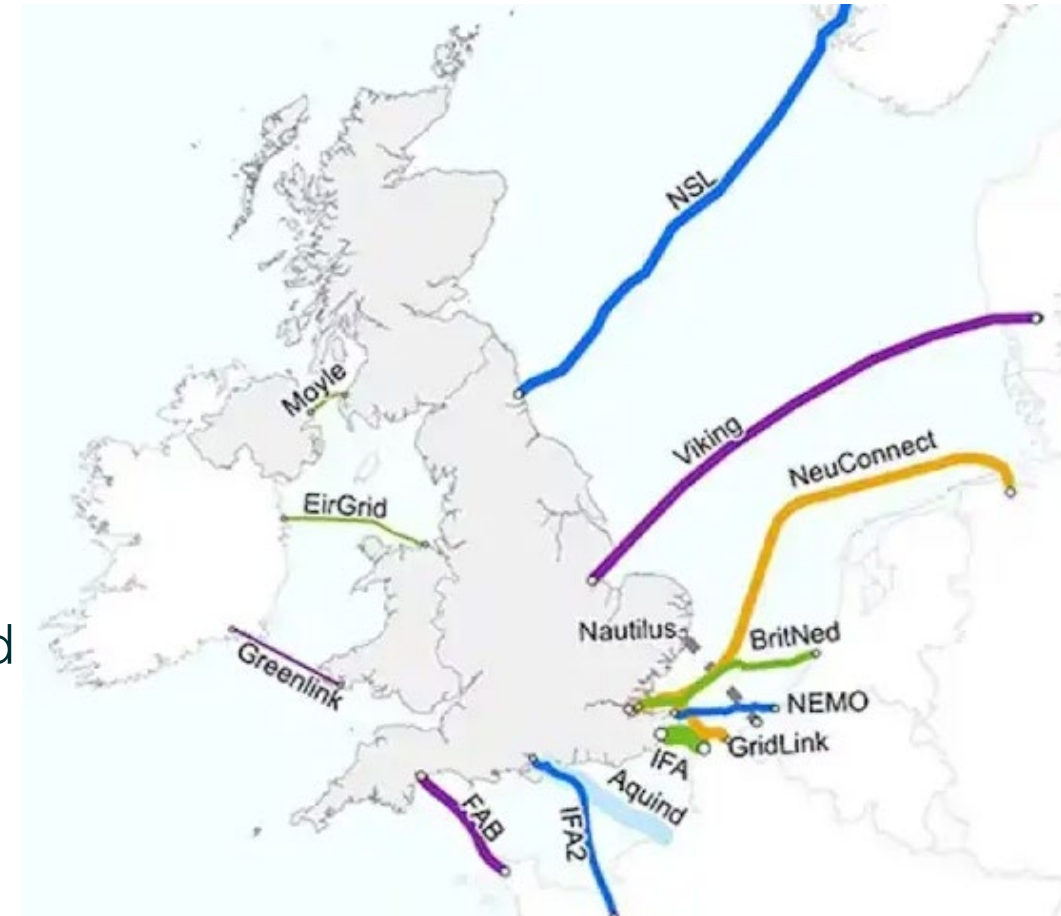 NSL
Moyle
Viking
NeuConnect
EirGrid
Nautilus
BritNed
d
Greenlink
NEMO
GridLink
IFA
Aquind
FAB
IFA2